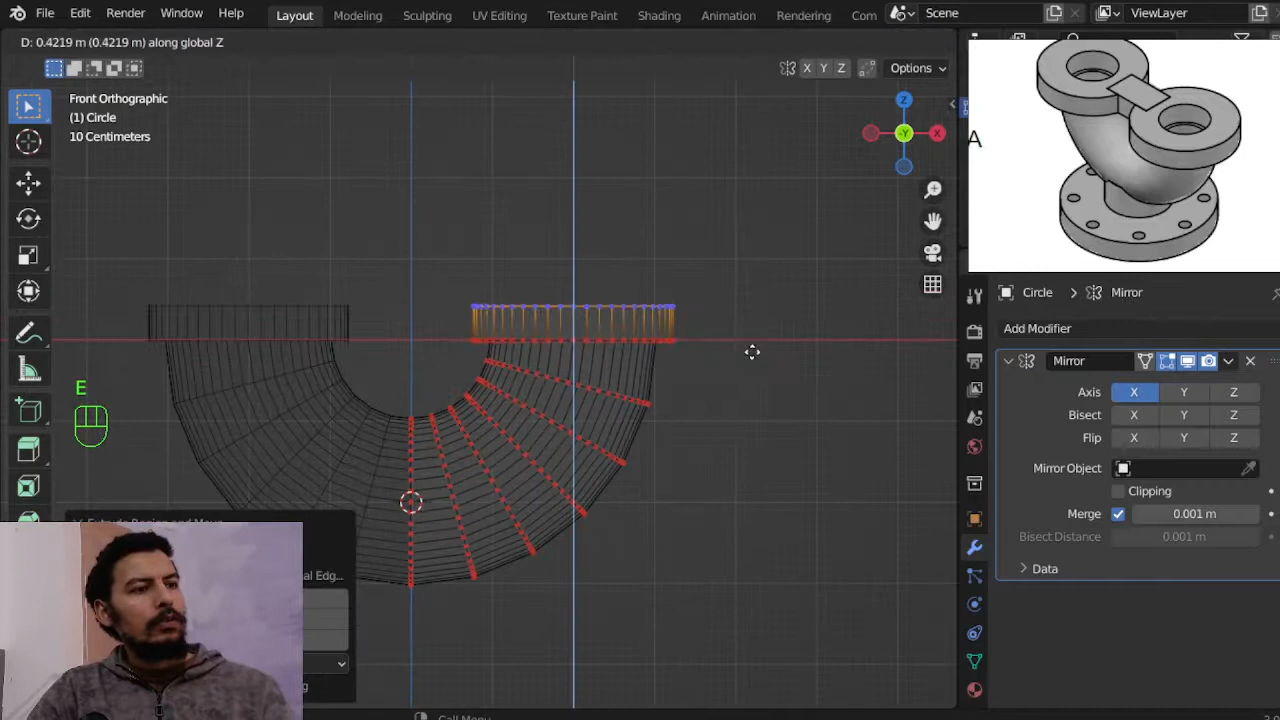 File Edit Render Window Help Layout Modeling Sculpting UV Editing Texture Paint Shading Animation Rendering Com Scene ViewLayer
D: 0.4219 m (0.4219 m) along global Z
X Y Z Options
Front Orthographic
(1) Circle
10 Centimeters
Z
X
-Y
A
E
Circle > Mirror
Add Modifier
Mirror
Axis X Y Z
Bisect X Y Z
Flip X Y Z
Mirror Object
Clipping
Merge 0.001 m
Bisect Distance 0.001 m
Data
al Edg...